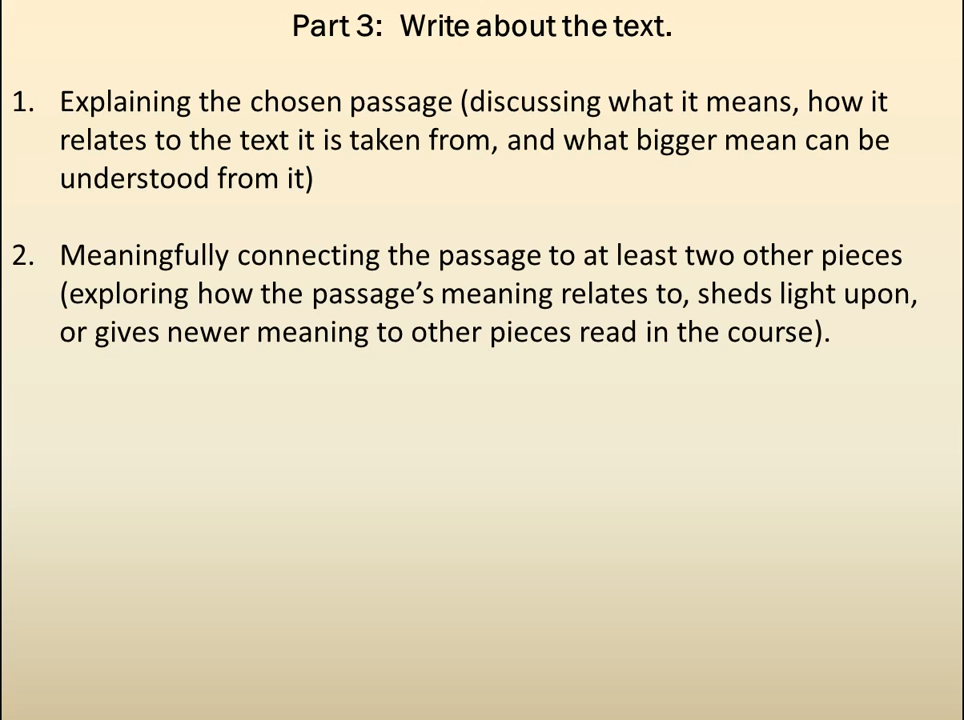 Part 3: Write about the text.
1. Explaining the chosen passage (discussing what it means, how it
relates to the text it is taken from, and what bigger mean can be
understood from it)
2. Meaningfully connecting the passage to at least two other pieces
(exploring how the passage’s meaning relates to, sheds light upon,
or gives newer meaning to other pieces read in the course).